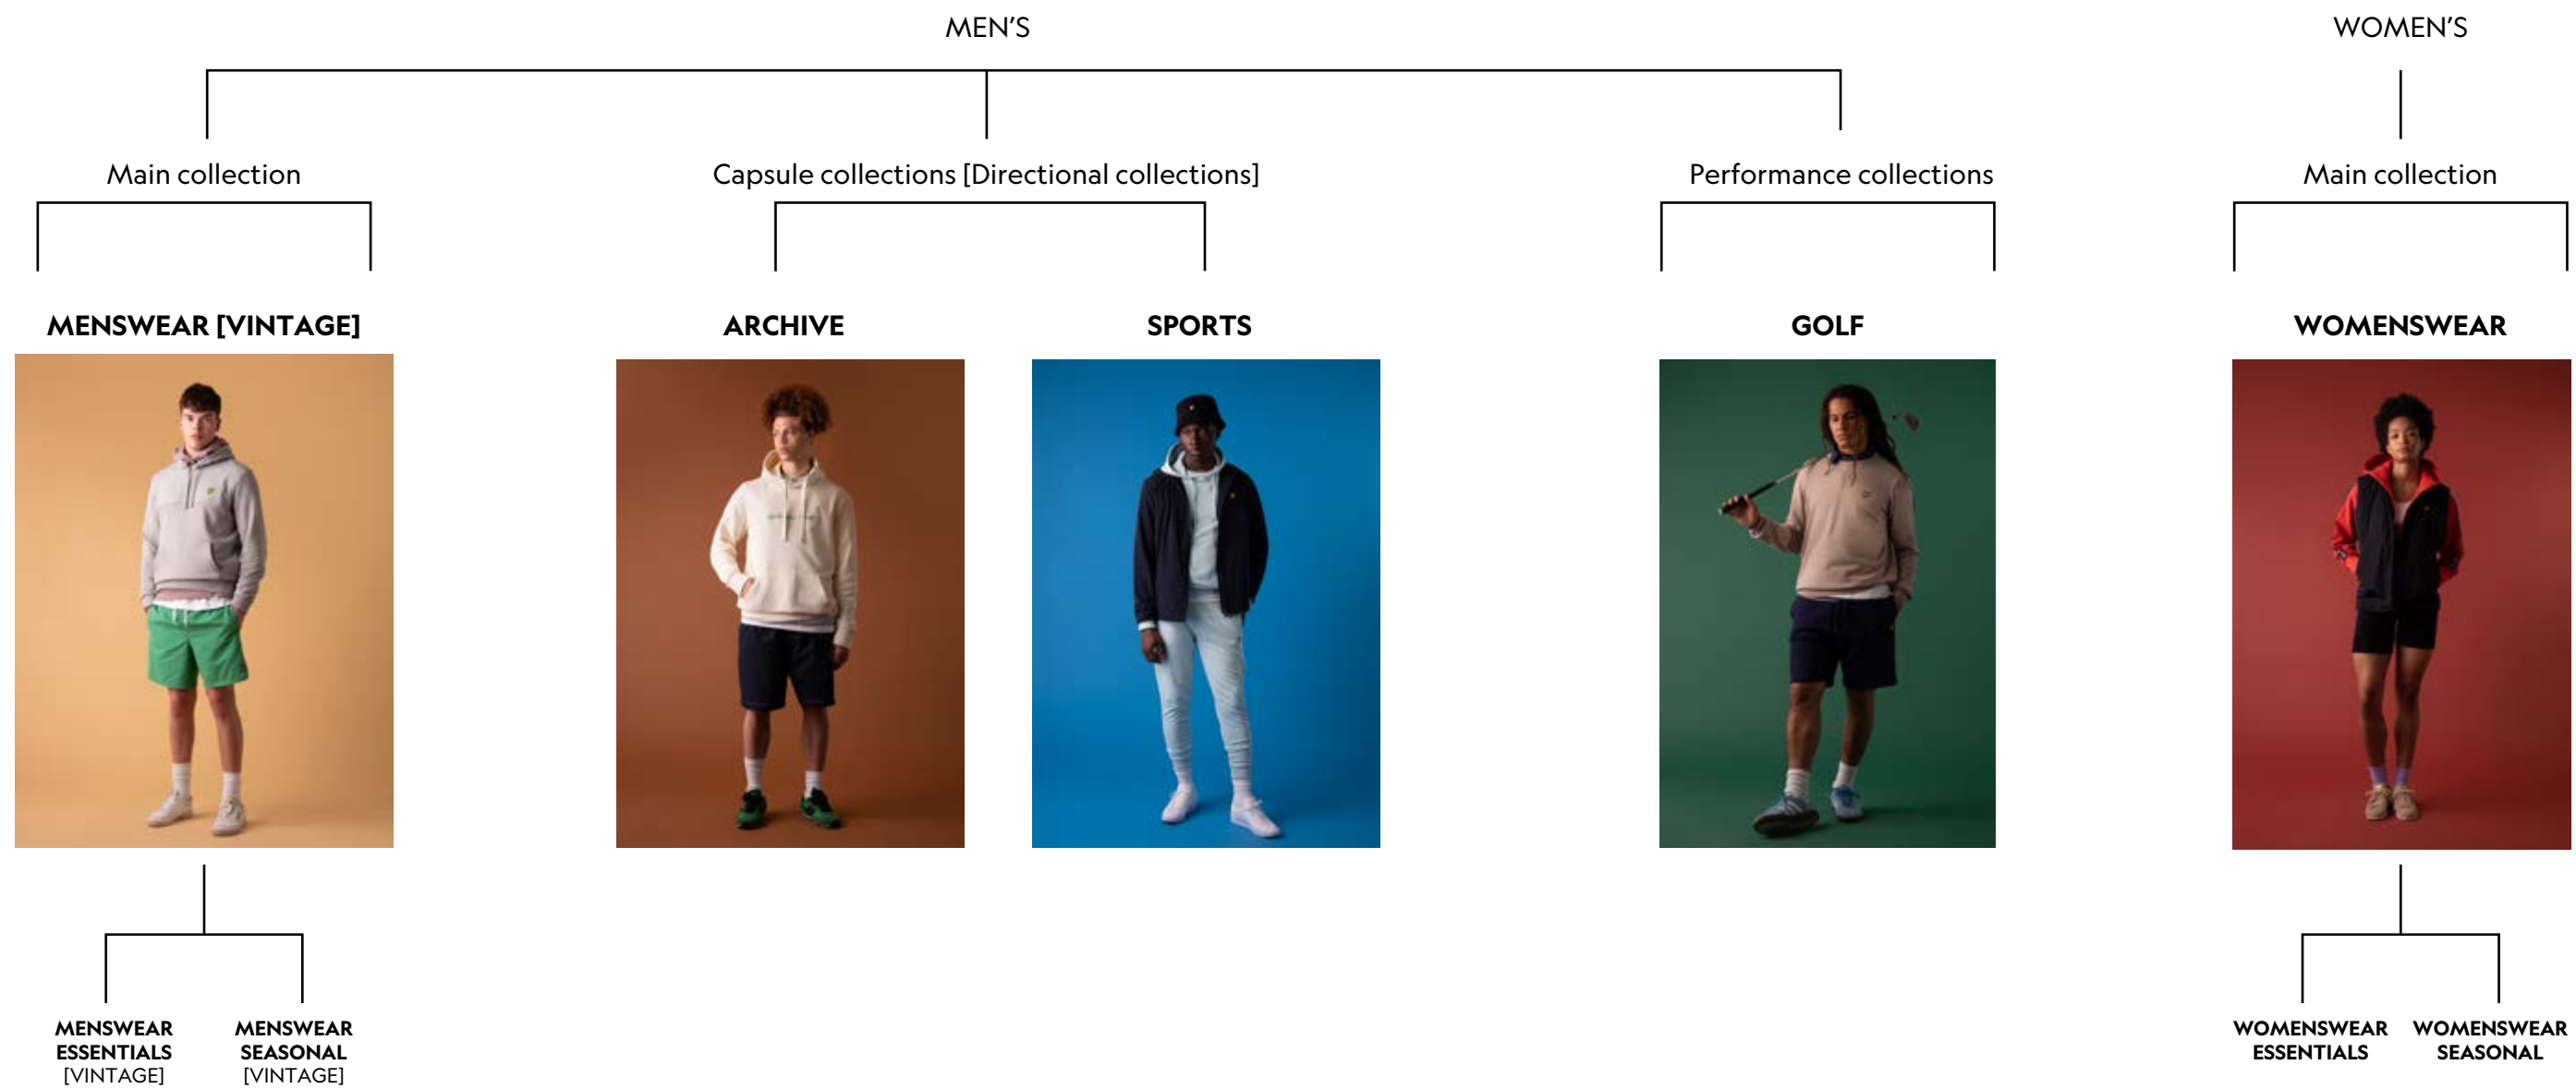 MEN'S
WOMEN'S
Main collection
Capsule collections [Directional collections]
Performance collections
Main collection
MENSWEAR [VINTAGE]
ARCHIVE
SPORTS
GOLF
WOMENSWEAR
MENSWEAR
ESSENTIALS
[VINTAGE]
MENSWEAR
SEASONAL
[VINTAGE]
WOMENSWEAR
ESSENTIALS
WOMENSWEAR
SEASONAL